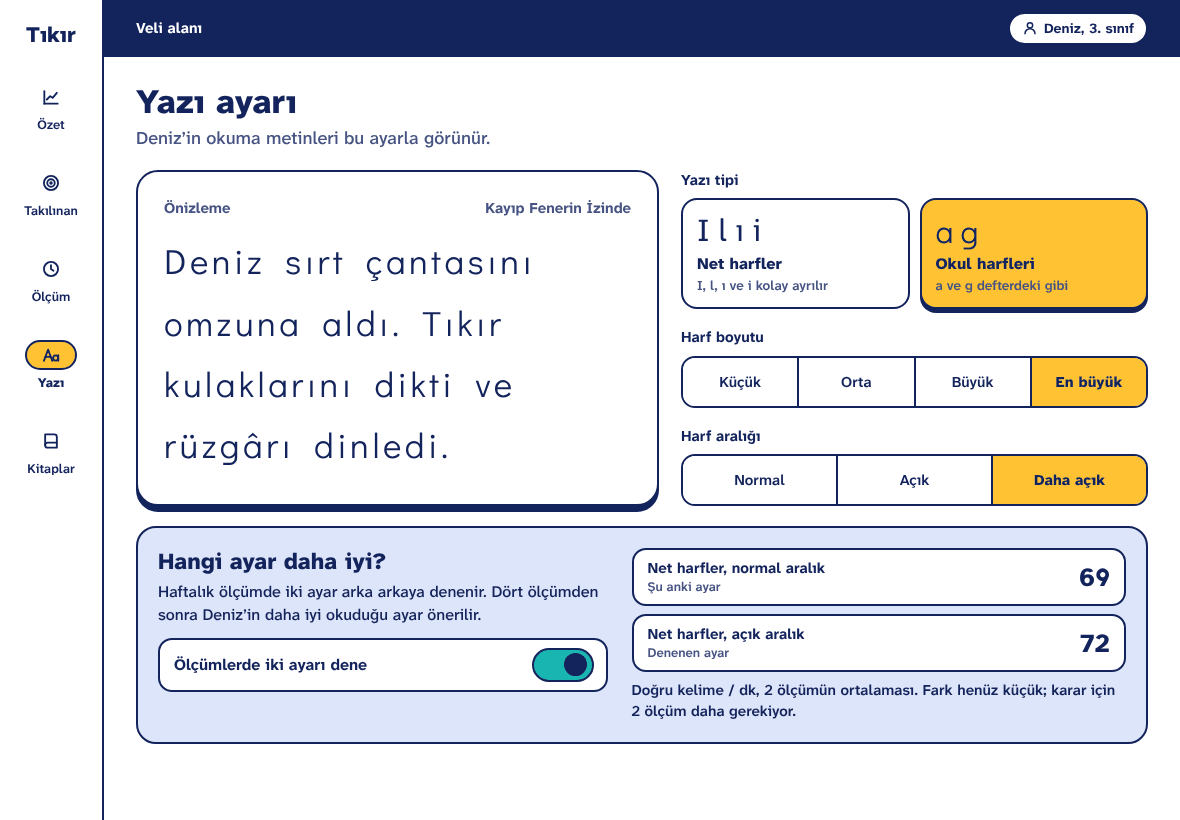 Tıkır
Özet
Takılınan
Ölçüm
Aa
Yazı
Kitaplar
Veli alanı
Deniz, 3. sınıf
Yazı ayarı
Deniz’in okuma metinleri bu ayarla görünür.
Önizleme
Kayıp Fenerin İzinde
Deniz sırt çantasını
omzuna aldı. Tıkır
kulaklarını dikti ve
rüzgârı dinledi.
Yazı tipi
I l ı i
Net harfler
I, l, ı ve i kolay ayrılır
a g
Okul harfleri
a ve g defterdeki gibi
Harf boyutu
Küçük
Orta
Büyük
En büyük
Harf aralığı
Normal
Açık
Daha açık
Hangi ayar daha iyi?
Haftalık ölçümde iki ayar arka arkaya denenir. Dört ölçümden
sonra Deniz’in daha iyi okuduğu ayar önerilir.
Ölçümlerde iki ayarı dene
Net harfler, normal aralık
Şu anki ayar
69
Net harfler, açık aralık
Denenen ayar
72
Doğru kelime / dk, 2 ölçümün ortalaması. Fark henüz küçük; karar için
2 ölçüm daha gerekiyor.